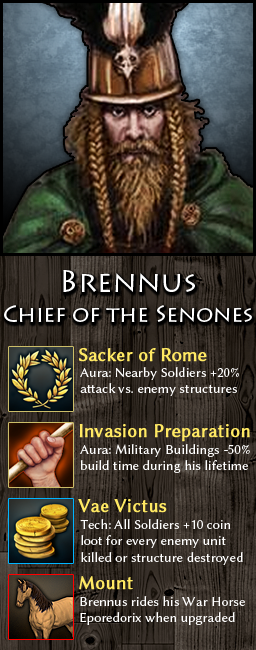 Brennus
Chief of the Senones
Sacker of Rome
Aura: Nearby Soldiers +20%
attack vs. enemy structures
Invasion Preparation
Aura: Military Buildings -50%
build time during his lifetime
Vae Victus
Tech: All Soldiers +10 coin
loot for every enemy unit
killed or structure destroyed
Mount
Brennus rides his War Horse
Eporedorix when upgraded